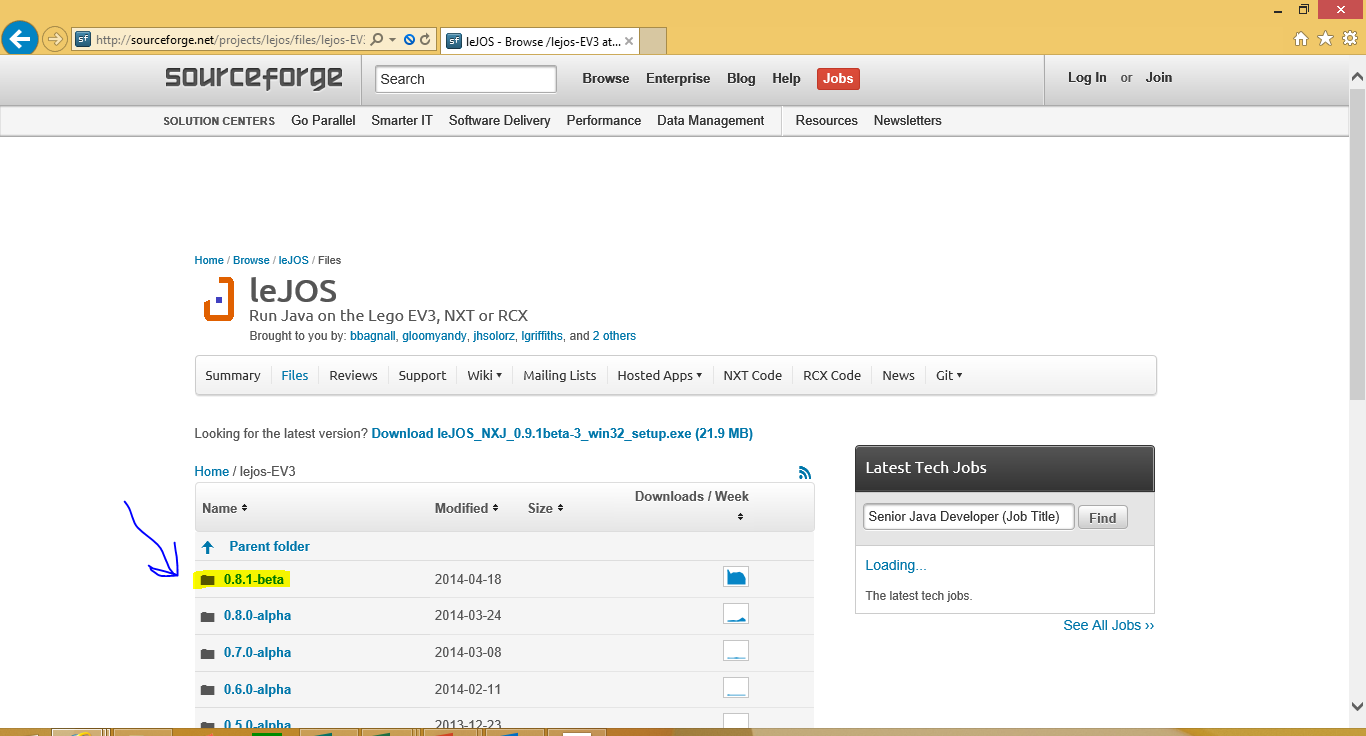 http://sourceforge.net/projects/lejos/files/lejos-EV3
leJOS - Browse /lejos-EV3 at...
sourceforge Search Browse Enterprise Blog Help Jobs Log In or Join
SOLUTION CENTERS Go Parallel Smarter IT Software Delivery Performance Data Management Resources Newsletters
Home / Browse / leJOS / Files
leJOS
Run Java on the Lego EV3, NXT or RCX
Brought to you by: bbagnall, gloomyandy, jhsolorz, lgriffiths, and 2 others
Summary Files Reviews Support Wiki Mailing Lists Hosted Apps NXT Code RCX Code News Git
Looking for the latest version? Download leJOS_NXJ_0.9.1beta-3_win32_setup.exe (21.9 MB)
Home / lejos-EV3
Name Modified Size Downloads / Week
Parent folder
0.8.1-beta 2014-04-18
0.8.0-alpha 2014-03-24
0.7.0-alpha 2014-03-08
0.6.0-alpha 2014-02-11
0.5.0-alpha 2013-12-23
Latest Tech Jobs
Senior Java Developer (Job Title) Find
Loading...
The latest tech jobs.
See All Jobs ››